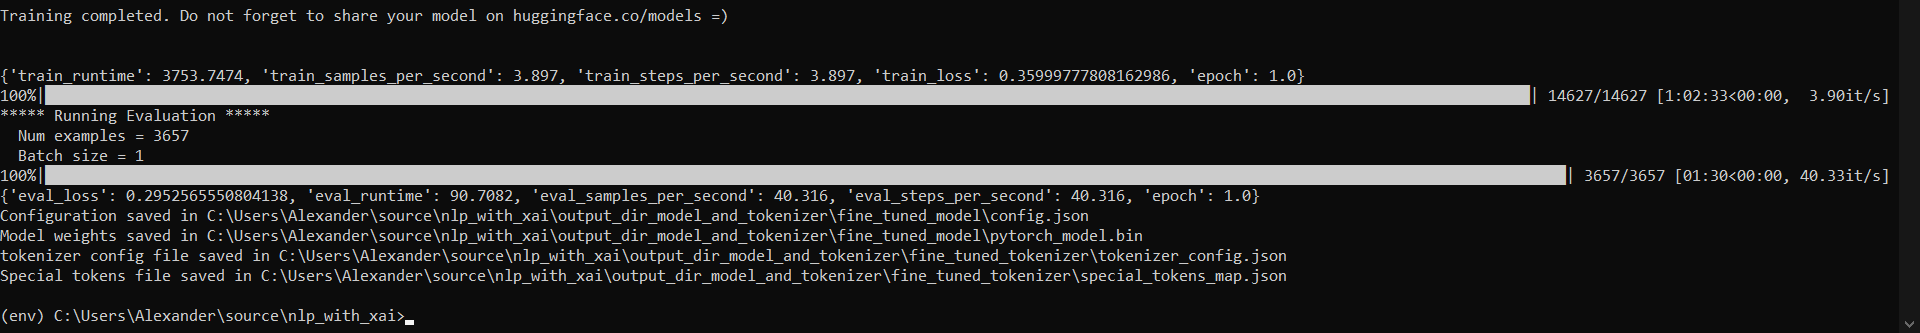 Training completed. Do not forget to share your model on huggingface.co/models =)
{'train_runtime': 3753.7474, 'train_samples_per_second': 3.897, 'train_steps_per_second': 3.897, 'train_loss': 0.35999777808162986, 'epoch': 1.0}
100%| | 14627/14627 [1:02:33<00:00, 3.90it/s]
***** Running Evaluation *****
Num examples = 3657
Batch size = 1
100%| | 3657/3657 [01:30<00:00, 40.33it/s]
{'eval_loss': 0.2952565550804138, 'eval_runtime': 90.7082, 'eval_samples_per_second': 40.316, 'eval_steps_per_second': 40.316, 'epoch': 1.0}
Configuration saved in C:\Users\Alexander\source\nlp_with_xai\output_dir_model_and_tokenizer\fine_tuned_model\config.json
Model weights saved in C:\Users\Alexander\source\nlp_with_xai\output_dir_model_and_tokenizer\fine_tuned_model\pytorch_model.bin
tokenizer config file saved in C:\Users\Alexander\source\nlp_with_xai\output_dir_model_and_tokenizer\fine_tuned_tokenizer\tokenizer_config.json
Special tokens file saved in C:\Users\Alexander\source\nlp_with_xai\output_dir_model_and_tokenizer\fine_tuned_tokenizer\special_tokens_map.json
(env) C:\Users\Alexander\source\nlp_with_xai>